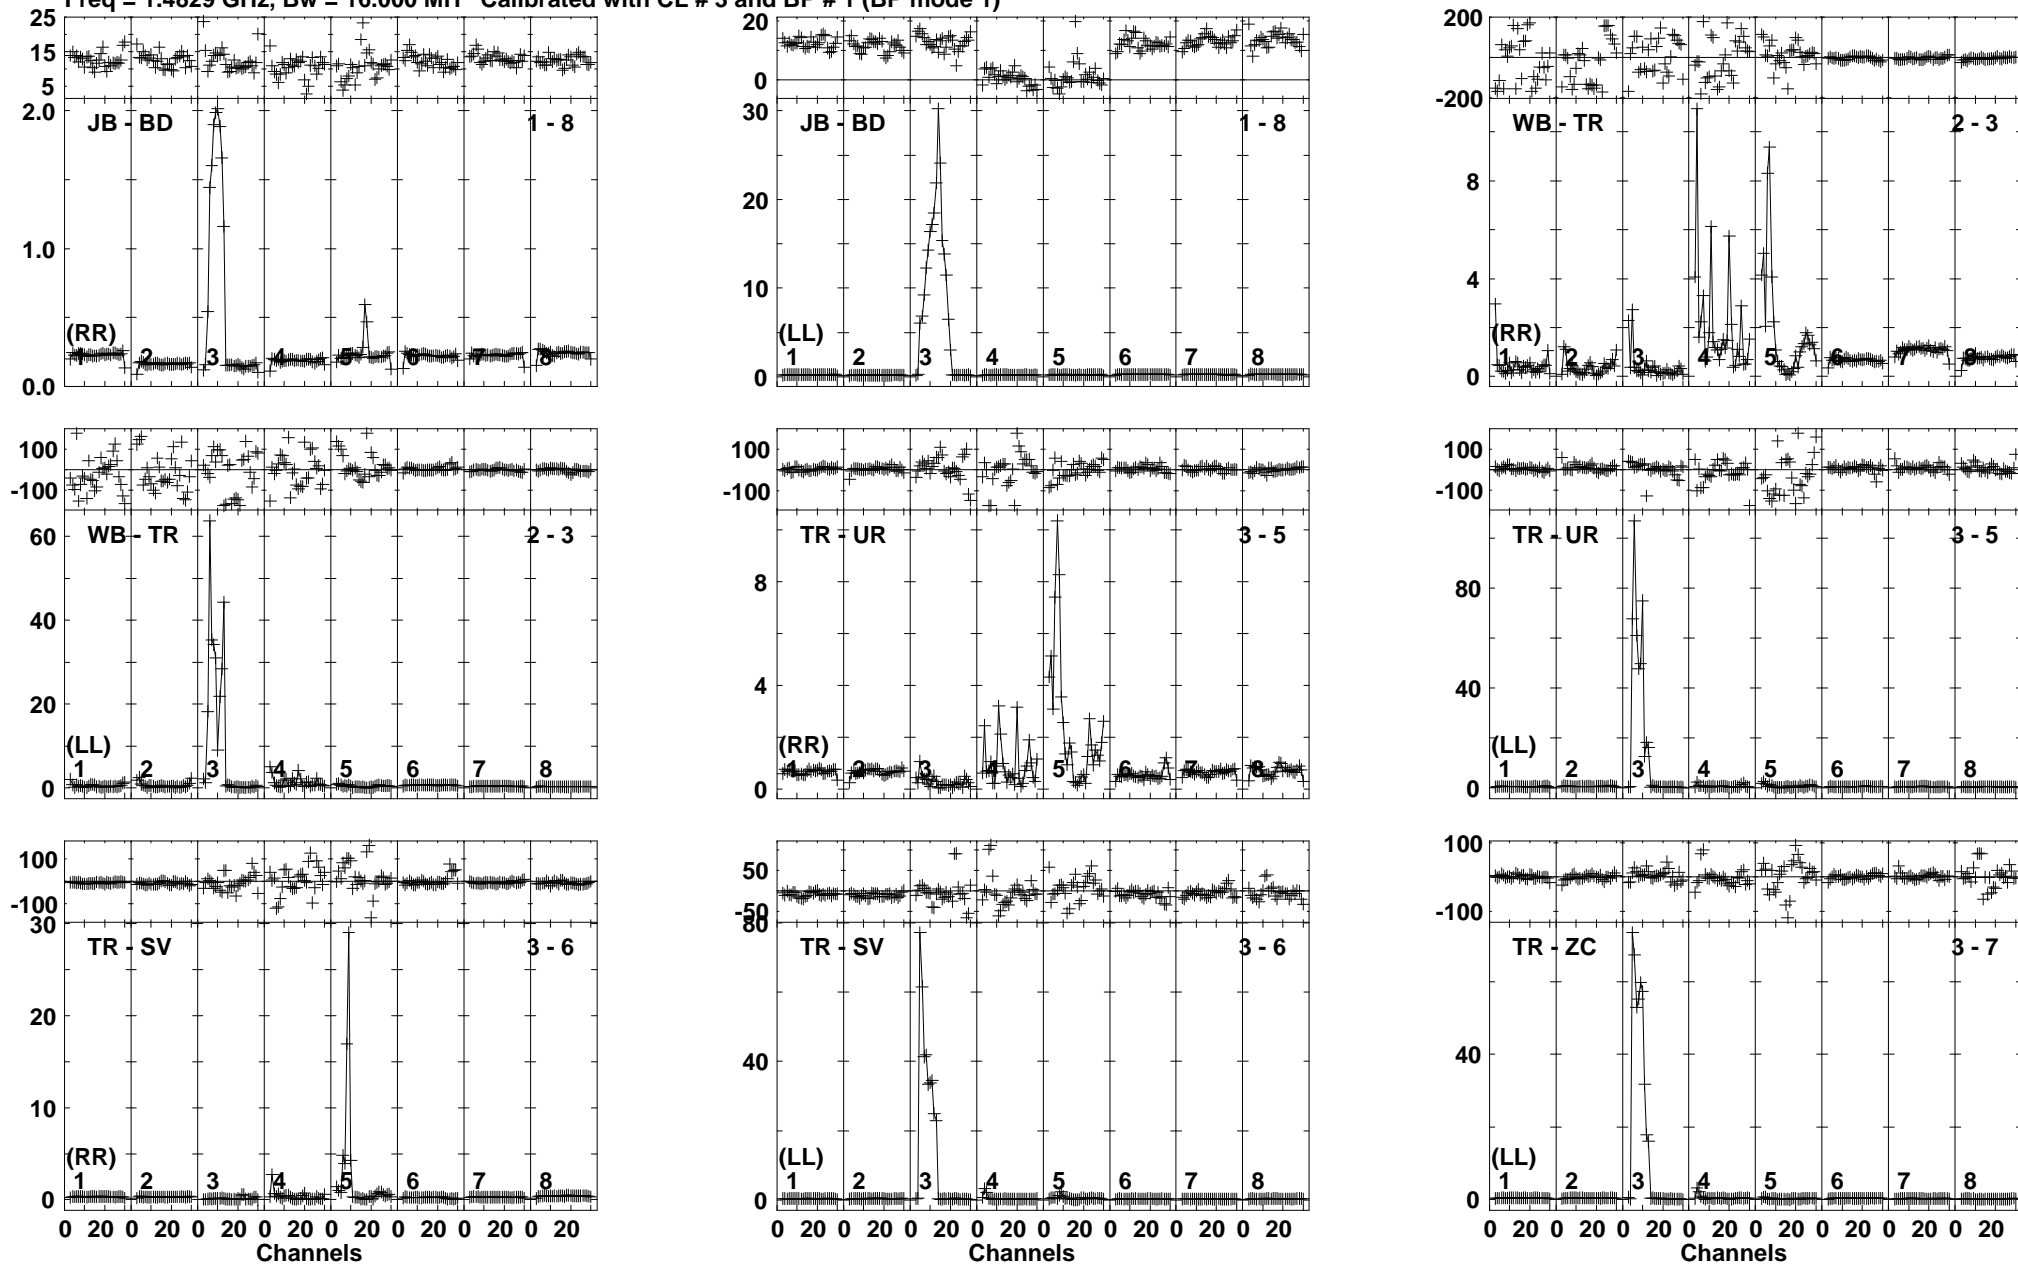 Freq = 1.4829 GHz, Bw = 16.000 MH Calibrated with CL # 3 and BP # 1 (BP mode 1)
25 15 5
2.0 1.0 0.0
JB - BD 1 - 8
(RR)
1 2 3 4 5 6 7 8
20 0
30 20 10 0
JB - BD 1 - 8
(LL)
1 2 3 4 5 6 7 8
200 -200
8 4 0
WB - TR 2 - 3
(RR)
1 2 3 4 5 6 7 8
100 -100
60 40 20 0
WB - TR 2 - 3
(LL)
1 2 3 4 5 6 7 8
100 -100
8 4 0
TR - UR 3 - 5
(RR)
1 2 3 4 5 6 7 8
100 -100
80 40 0
TR - UR 3 - 5
(LL)
1 2 3 4 5 6 7 8
100 -100
30 20 10 0
TR - SV 3 - 6
(RR)
1 2 3 4 5 6 7 8
0 20 0 20 0 20 0 20 0 20 0 20 0 20 0 20
Channels
50 -50
80 40 0
TR - SV 3 - 6
(LL)
1 2 3 4 5 6 7 8
0 20 0 20 0 20 0 20 0 20 0 20 0 20 0 20
Channels
100 -100
40 0
TR - ZC 3 - 7
(LL)
1 2 3 4 5 6 7 8
0 20 0 20 0 20 0 20 0 20 0 20 0 20 0 20
Channels